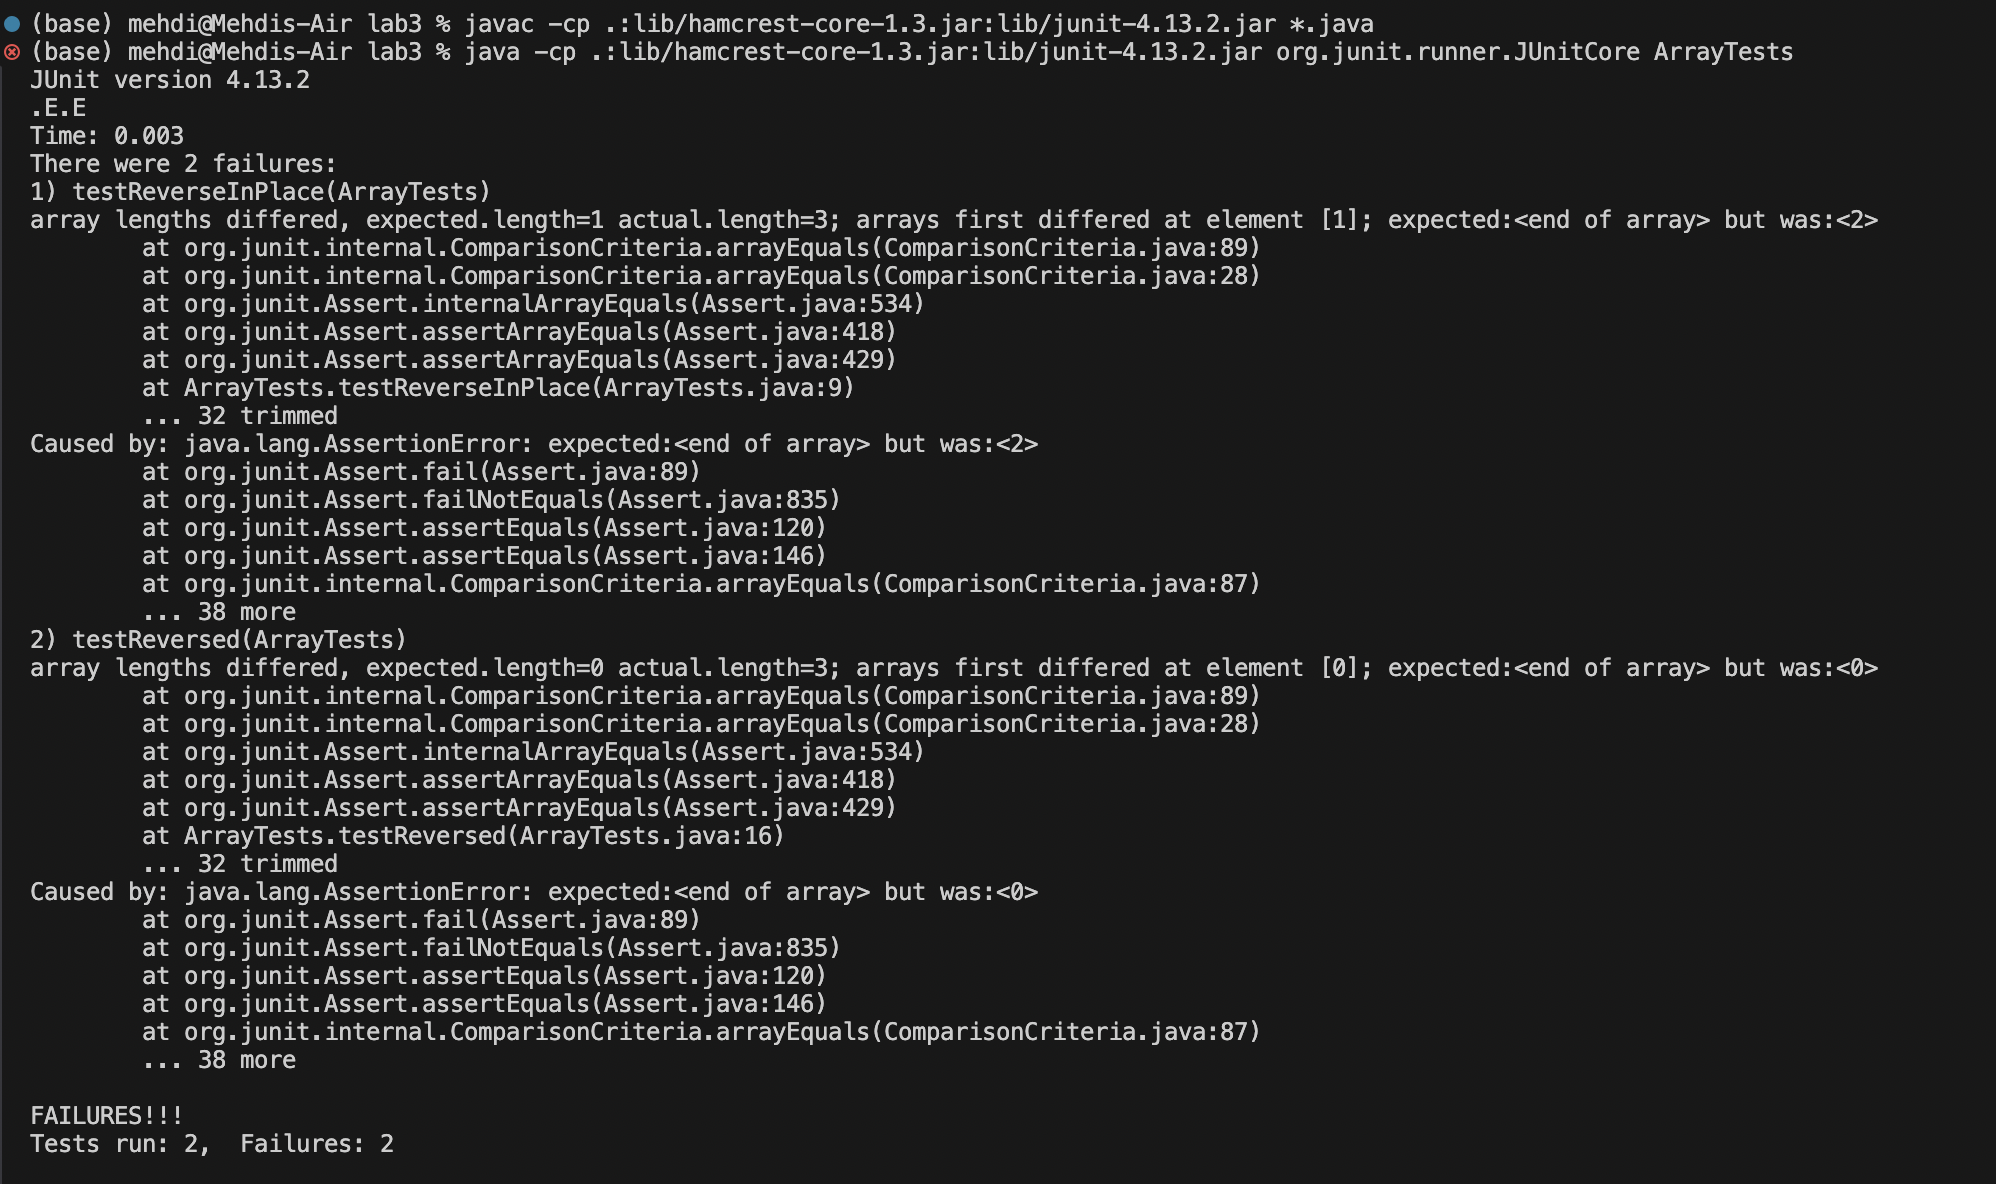 (base) mehdi@Mehdis-Air lab3 % javac -cp .:lib/hamcrest-core-1.3.jar:lib/junit-4.13.2.jar *.java
(base) mehdi@Mehdis-Air lab3 % java -cp .:lib/hamcrest-core-1.3.jar:lib/junit-4.13.2.jar org.junit.runner.JUnitCore ArrayTests
JUnit version 4.13.2
.E.E
Time: 0.003
There were 2 failures:
1) testReverseInPlace(ArrayTests)
array lengths differed, expected.length=1 actual.length=3; arrays first differed at element [1]; expected:<end of array> but was:<2>
        at org.junit.internal.ComparisonCriteria.arrayEquals(ComparisonCriteria.java:89)
        at org.junit.internal.ComparisonCriteria.arrayEquals(ComparisonCriteria.java:28)
        at org.junit.Assert.internalArrayEquals(Assert.java:534)
        at org.junit.Assert.assertArrayEquals(Assert.java:418)
        at org.junit.Assert.assertArrayEquals(Assert.java:429)
        at ArrayTests.testReverseInPlace(ArrayTests.java:9)
        ... 32 trimmed
Caused by: java.lang.AssertionError: expected:<end of array> but was:<2>
        at org.junit.Assert.fail(Assert.java:89)
        at org.junit.Assert.failNotEquals(Assert.java:835)
        at org.junit.Assert.assertEquals(Assert.java:120)
        at org.junit.Assert.assertEquals(Assert.java:146)
        at org.junit.internal.ComparisonCriteria.arrayEquals(ComparisonCriteria.java:87)
        ... 38 more
2) testReversed(ArrayTests)
array lengths differed, expected.length=0 actual.length=3; arrays first differed at element [0]; expected:<end of array> but was:<0>
        at org.junit.internal.ComparisonCriteria.arrayEquals(ComparisonCriteria.java:89)
        at org.junit.internal.ComparisonCriteria.arrayEquals(ComparisonCriteria.java:28)
        at org.junit.Assert.internalArrayEquals(Assert.java:534)
        at org.junit.Assert.assertArrayEquals(Assert.java:418)
        at org.junit.Assert.assertArrayEquals(Assert.java:429)
        at ArrayTests.testReversed(ArrayTests.java:16)
        ... 32 trimmed
Caused by: java.lang.AssertionError: expected:<end of array> but was:<0>
        at org.junit.Assert.fail(Assert.java:89)
        at org.junit.Assert.failNotEquals(Assert.java:835)
        at org.junit.Assert.assertEquals(Assert.java:120)
        at org.junit.Assert.assertEquals(Assert.java:146)
        at org.junit.internal.ComparisonCriteria.arrayEquals(ComparisonCriteria.java:87)
        ... 38 more

FAILURES!!!
Tests run: 2,  Failures: 2